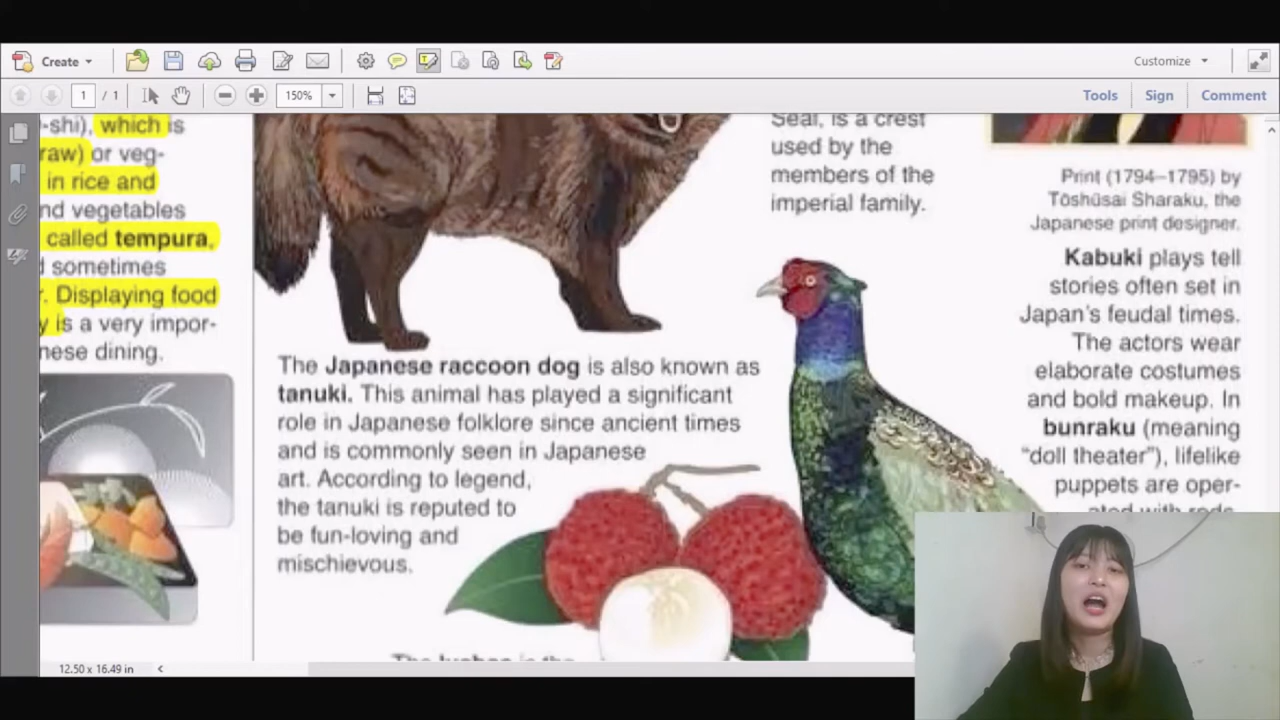 Create
Customize
1 / 1
150%
Tools
Sign
Comment
-shi), which is
raw) or veg-
in rice and
nd vegetables
called tempura,
sometimes
r. Displaying food
y is a very impor-
nese dining.
The Japanese raccoon dog is also known as
tanuki. This animal has played a significant
role in Japanese folklore since ancient times
and is commonly seen in Japanese
art. According to legend,
the tanuki is reputed to
be fun-loving and
mischievous.
Seal, is a crest
used by the
members of the
imperial family.
Print (1794–1795) by
Tōshūsai Sharaku, the
Japanese print designer.
Kabuki plays tell
stories often set in
Japan's feudal times.
The actors wear
elaborate costumes
and bold makeup. In
bunraku (meaning
"doll theater"), lifelike
puppets are oper-
ated with rods,
12.50 x 16.49 in